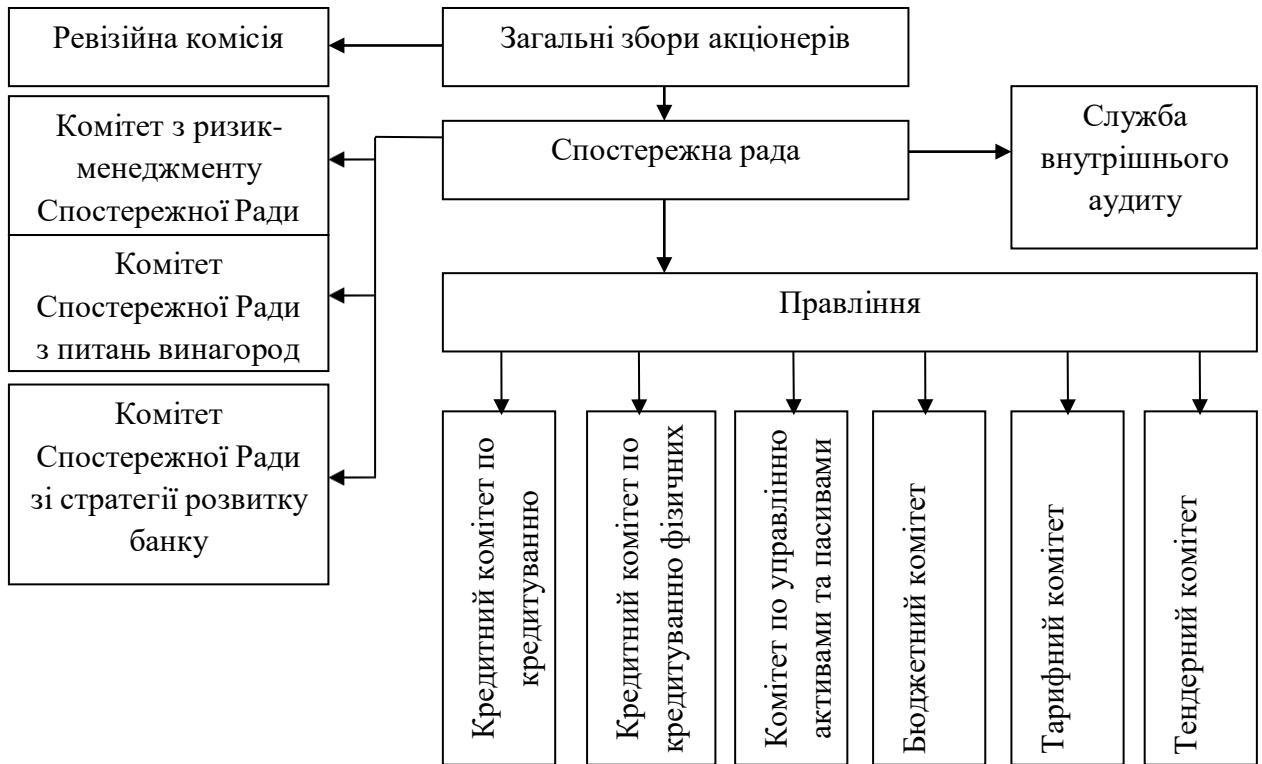 Ревізійна комісія
Загальні збори акціонерів
Комітет з ризик-
менеджменту
Спостережної Ради
Спостережна рада
Служба
внутрішнього
аудиту
Комітет
Спостережної Ради
з питань винагород
Правління
Комітет
Спостережної Ради
зі стратегії розвитку
банку
Кредитний комітет по
кредитуванню
Кредитний комітет по
кредитуванню фізичних
Комітет по управлінню
активами та пасивами
Бюджетний комітет
Тарифний комітет
Тендерний комітет